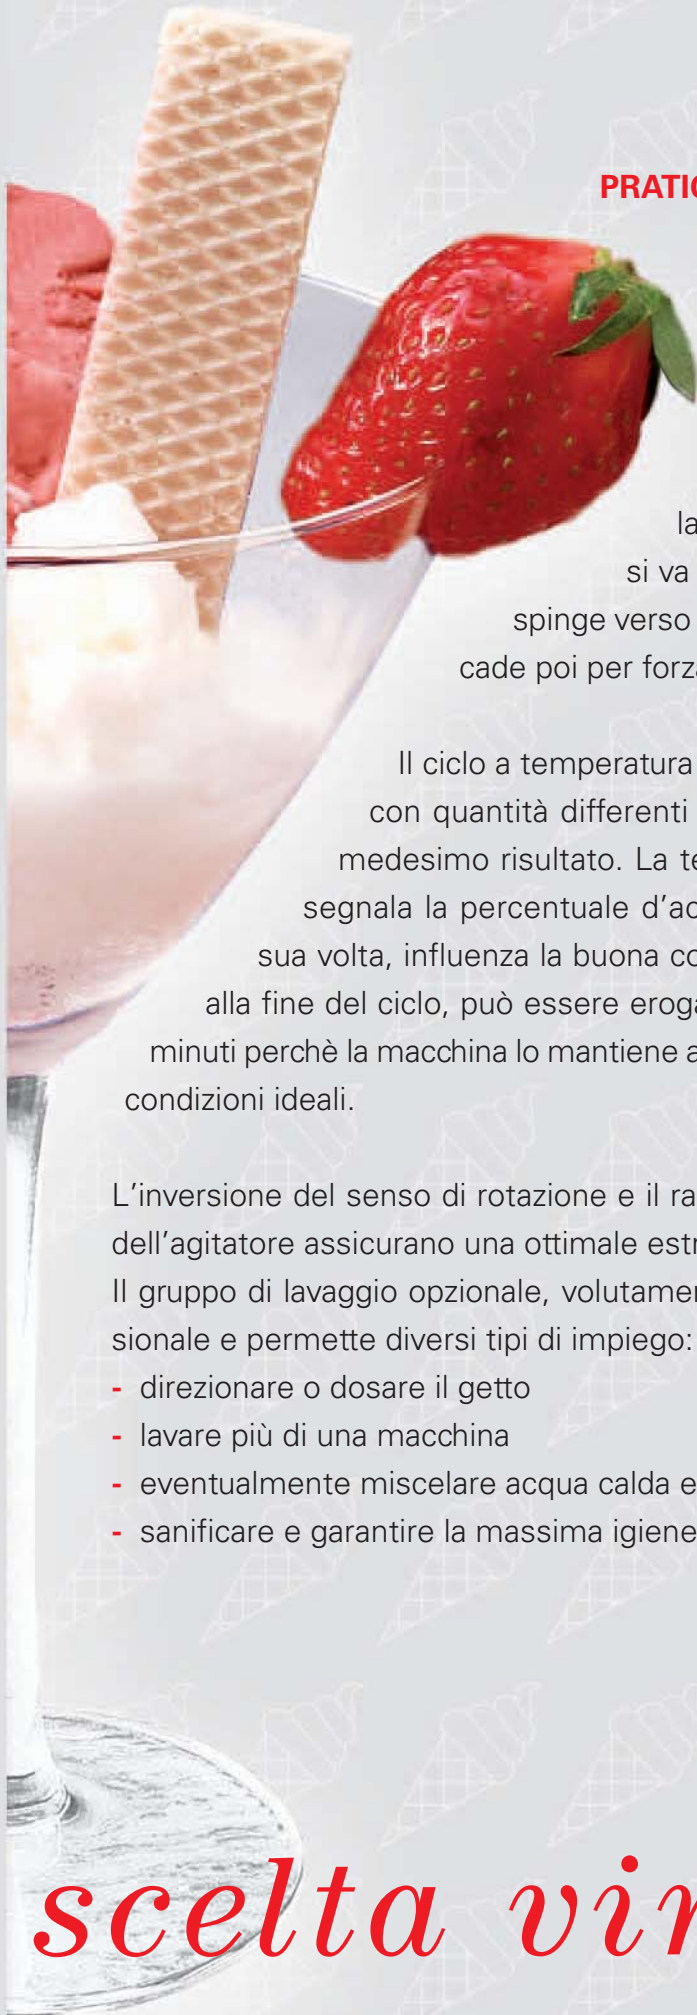 PRATIC
la
si va
spinge verso
cade poi per forza
Il ciclo a temperatura
con quantità differenti
medesimo risultato. La te
segnala la percentuale d’ac
sua volta, influenza la buona co
alla fine del ciclo, può essere eroga
minuti perchè la macchina lo mantiene a
condizioni ideali.
L’inversione del senso di rotazione e il ra
dell’agitatore assicurano una ottimale estr
Il gruppo di lavaggio opzionale, volutamen
sionale e permette diversi tipi di impiego:
- direzionare o dosare il getto
- lavare più di una macchina
- eventualmente miscelare acqua calda e
- sanificare e garantire la massima igiene
scelta vin